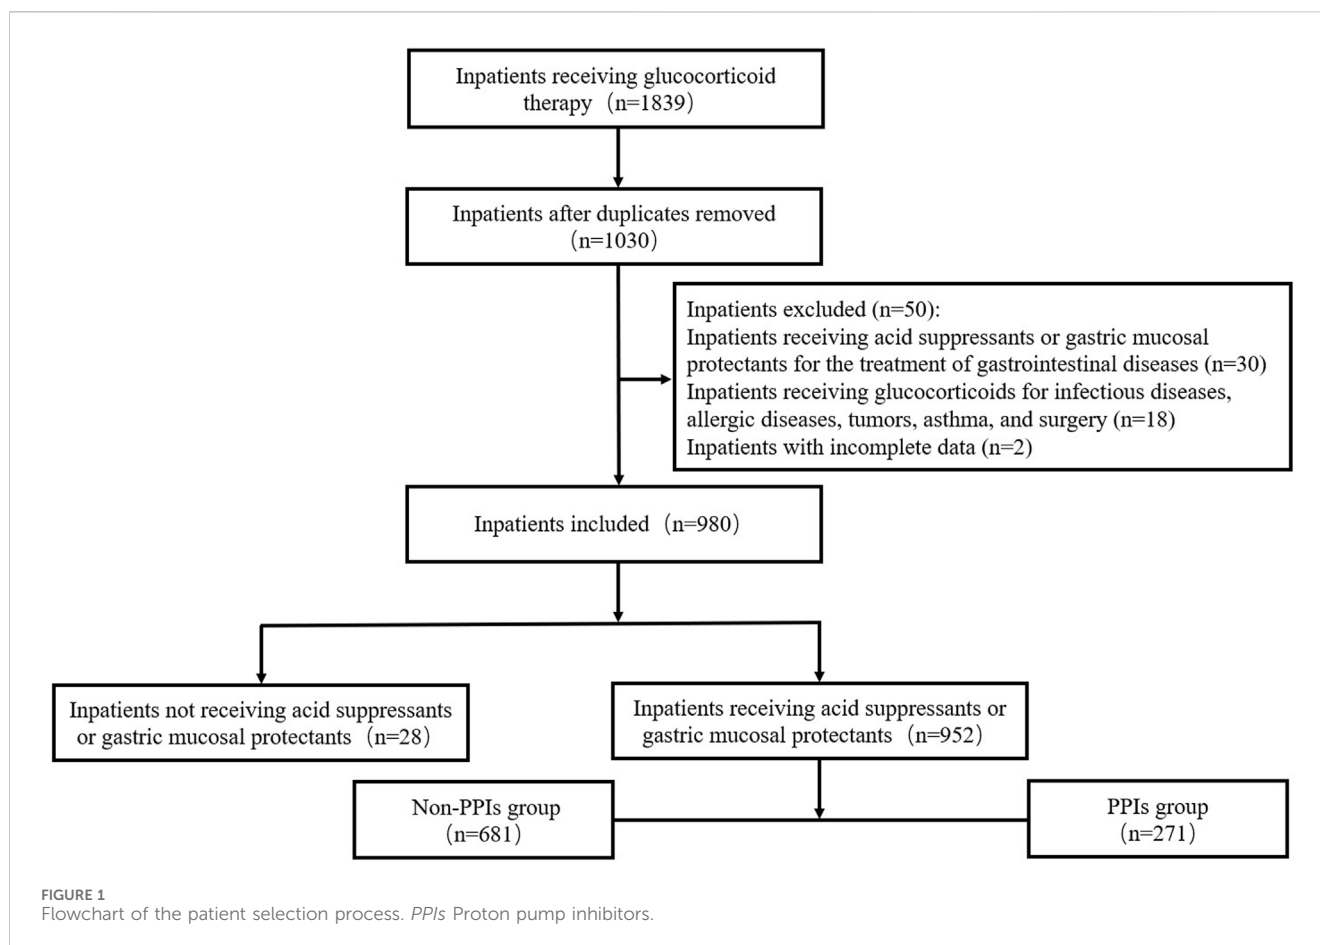 Inpatients receiving glucocorticoid
therapy（n=1839）
Inpatients after duplicates removed
（n=1030）
Inpatients excluded (n=50):
Inpatients receiving acid suppressants or gastric mucosal
protectants for the treatment of gastrointestinal diseases (n=30)
Inpatients receiving glucocorticoids for infectious diseases,
allergic diseases, tumors, asthma, and surgery (n=18)
Inpatients with incomplete data (n=2)
Inpatients included（n=980）
Inpatients not receiving acid suppressants
or gastric mucosal protectants（n=28）
Inpatients receiving acid suppressants or
gastric mucosal protectants（n=952）
Non-PPIs group
（n=681）
PPIs group
（n=271）
FIGURE 1
Flowchart of the patient selection process. PPIs Proton pump inhibitors.